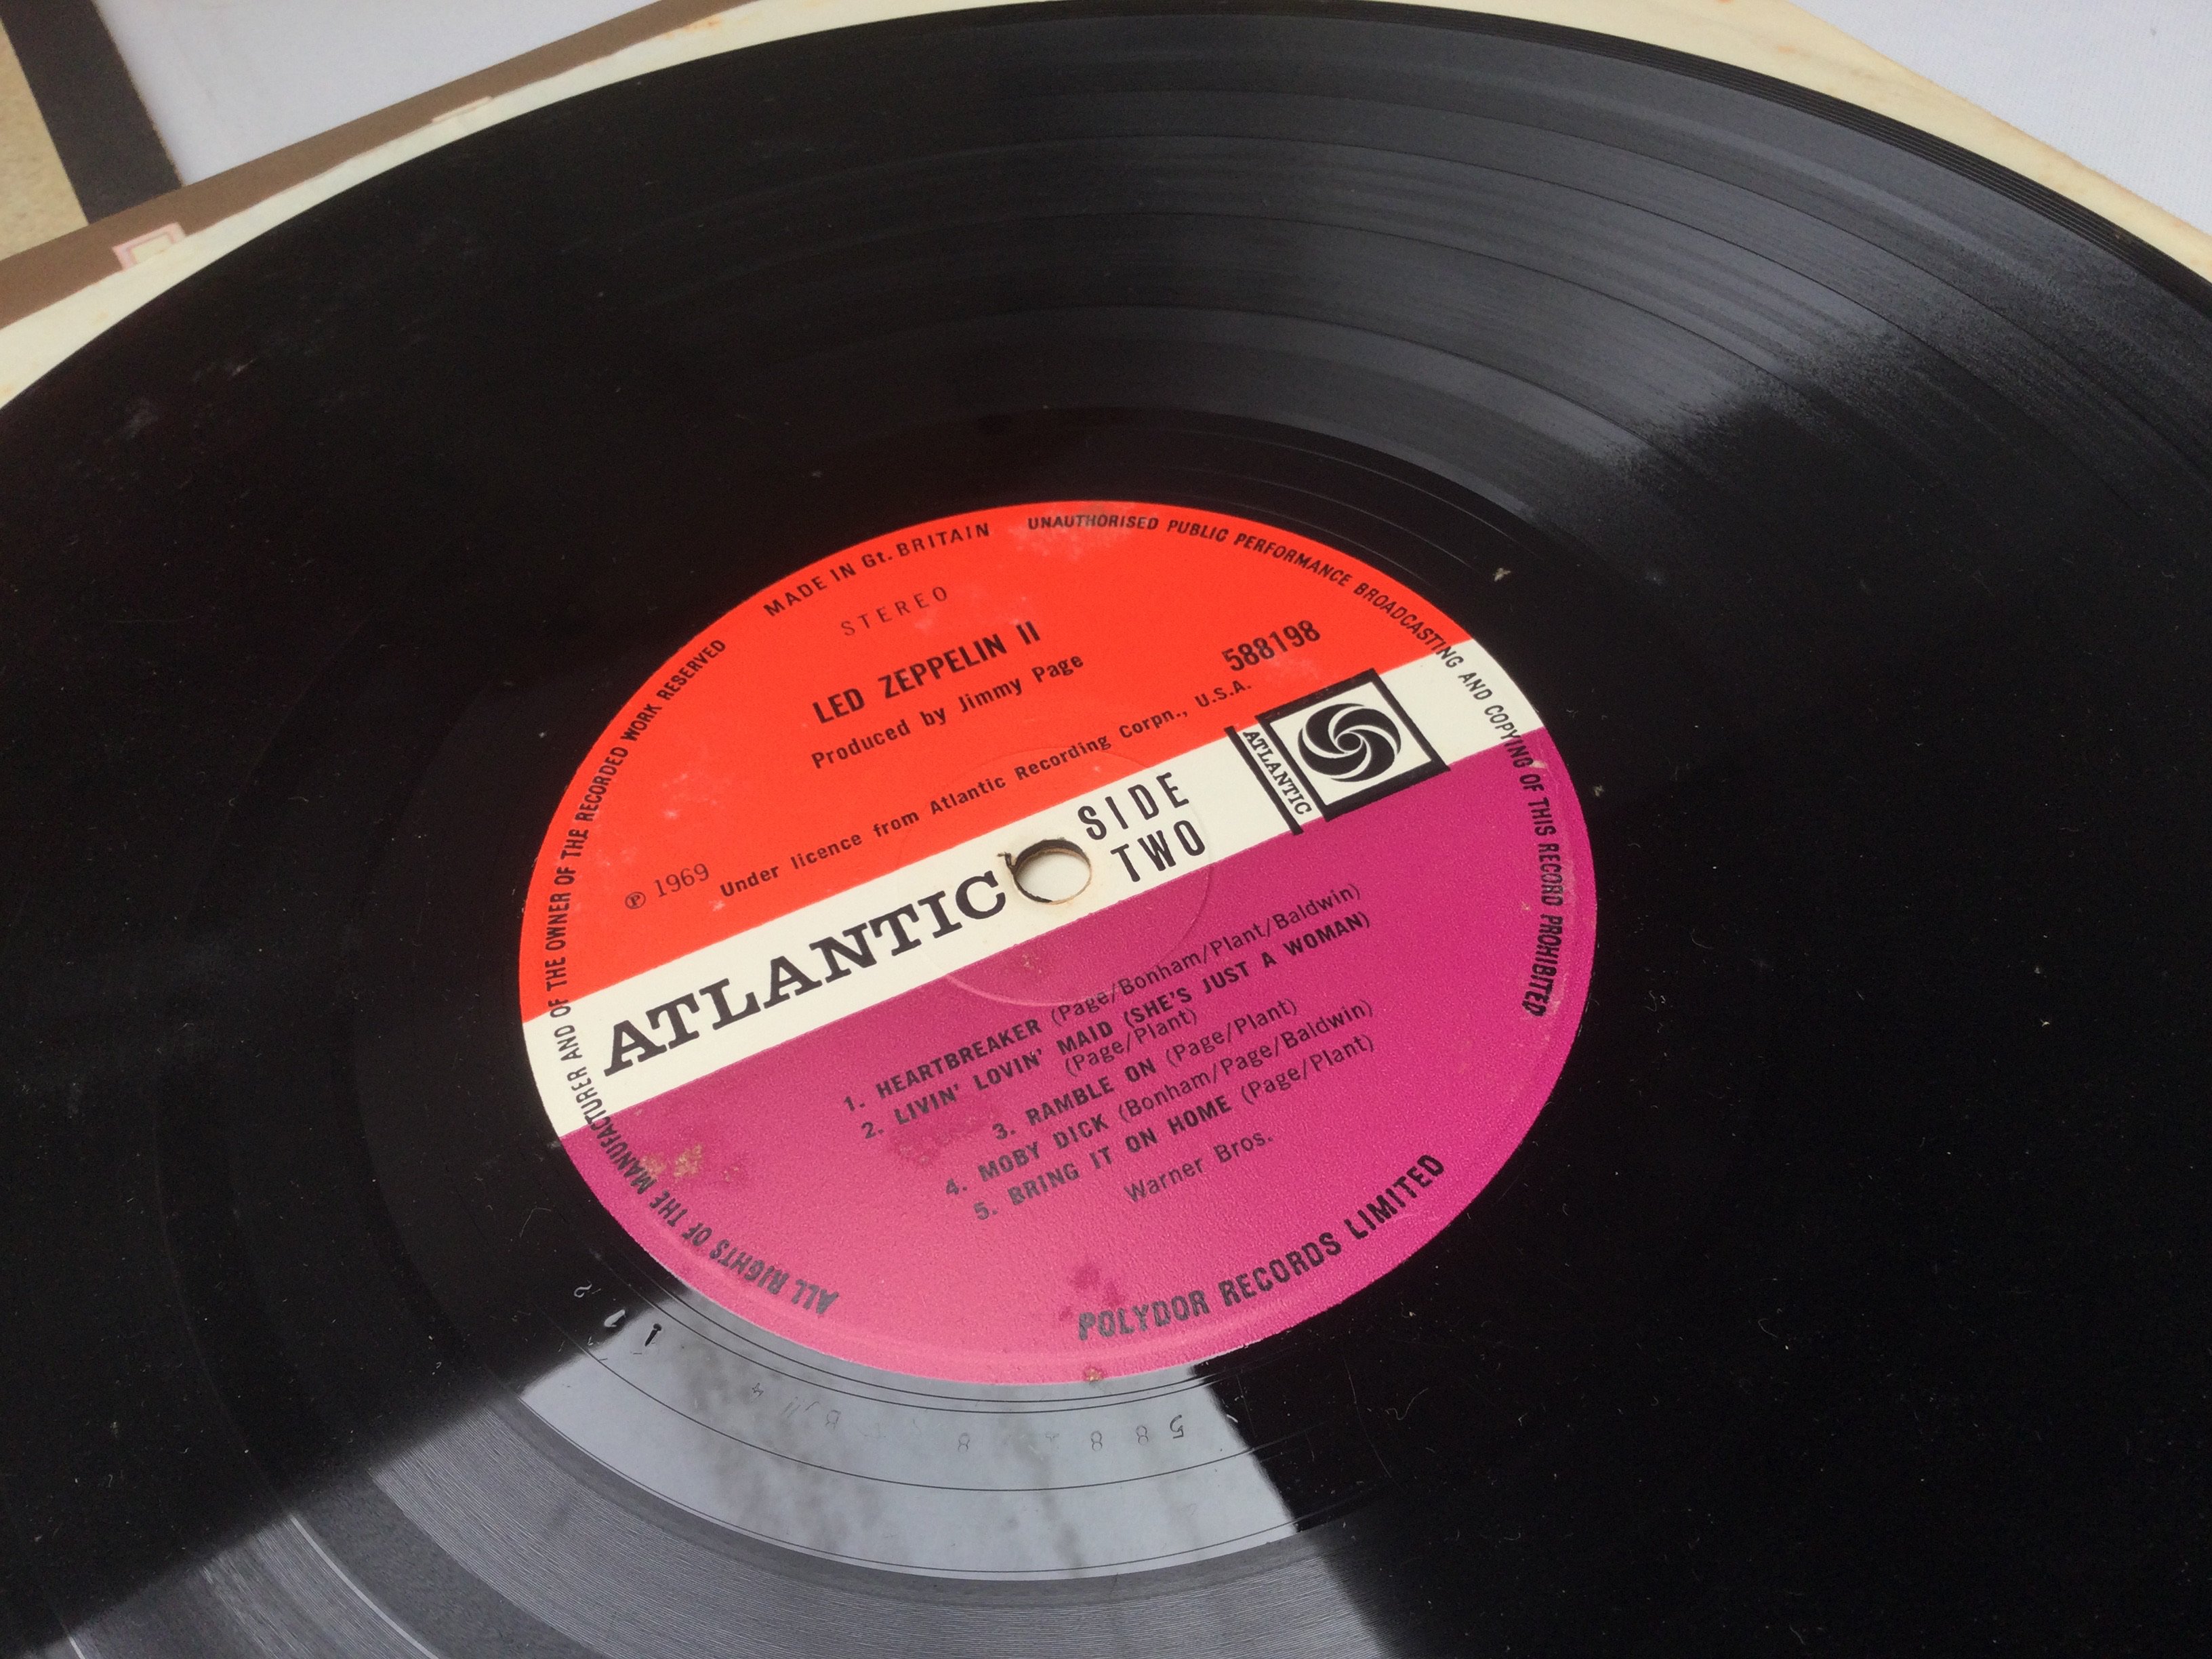 MADE IN Gt. BRITAIN
UNAUTHORISED PUBLIC PERFORMANCE BROADCASTING AND COPYING OF THIS RECORD PROHIBITED
ALL RIGHTS OF THE MANUFACTURER AND OF THE OWNER OF THE RECORDED WORK RESERVED
STEREO
LED ZEPPELIN II
588198
Produced by Jimmy Page
℗ 1969
Under licence from Atlantic Recording Corpn., U.S.A.
ATLANTIC
SIDE
TWO
ATLANTIC
1. HEARTBREAKER (Page/Bonham/Plant/Baldwin)
2. LIVIN' LOVIN' MAID (SHE'S JUST A WOMAN)
(Page/Plant)
3. RAMBLE ON (Page/Plant)
4. MOBY DICK (Bonham/Page/Baldwin)
5. BRING IT ON HOME (Page/Plant)
Warner Bros.
POLYDOR RECORDS LIMITED